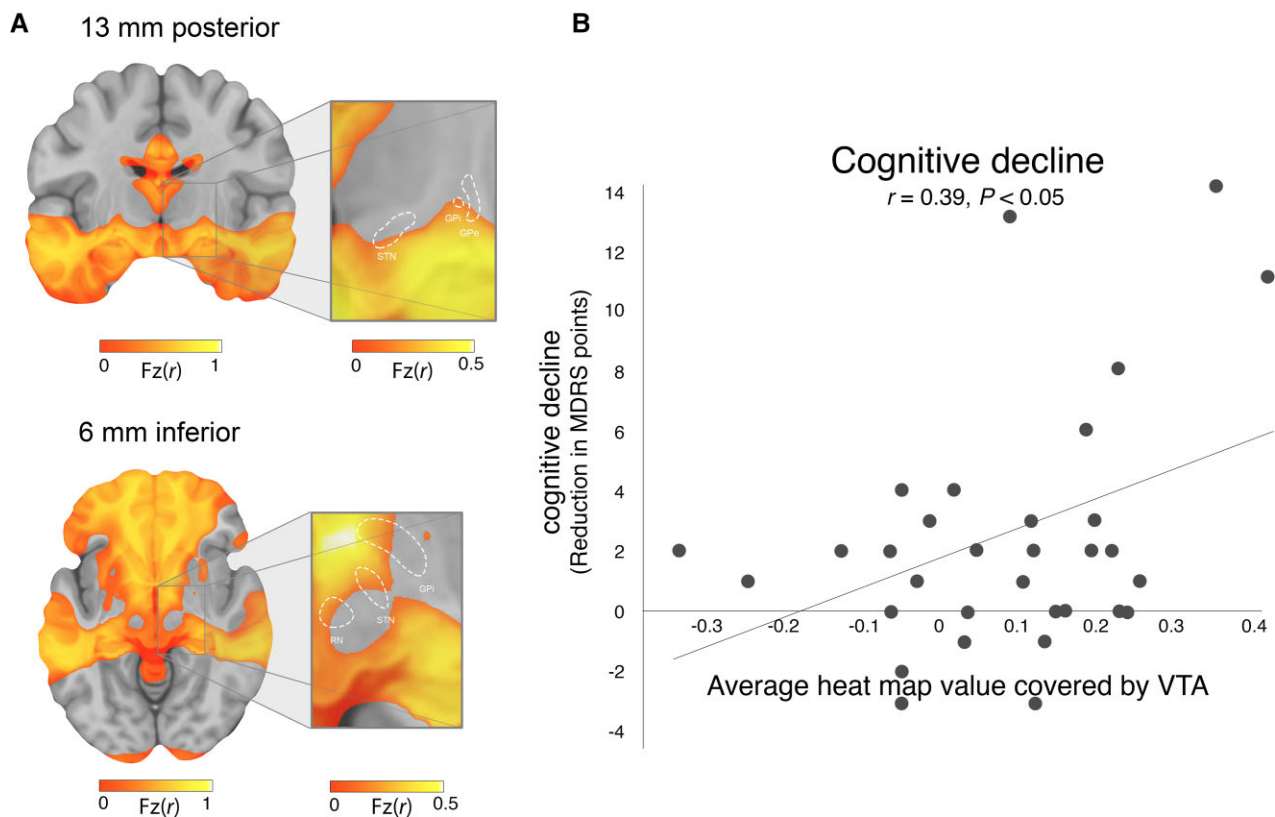 A
13 mm posterior
GPi
GPe
STN
0 1
Fz(r)
0 0.5
Fz(r)
6 mm inferior
GPi
STN
RN
0 1
Fz(r)
0 0.5
Fz(r)
B
Cognitive decline
r = 0.39, P < 0.05
cognitive decline
(Reduction in MDRS points)
14
12
10
8
6
4
2
0
-2
-4
-0.3 -0.2 -0.1 0 0.1 0.2 0.3 0.4
Average heat map value covered by VTA